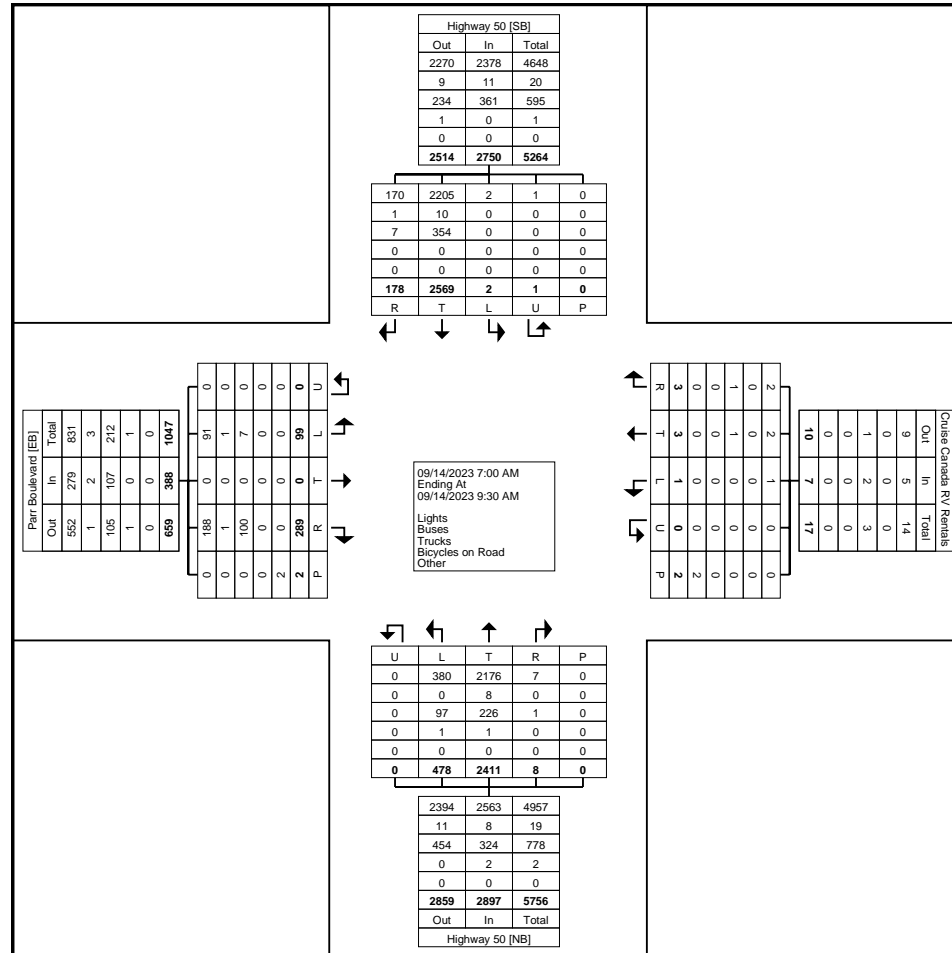 Highway 50 [SB]
Out In Total
2270 2378 4648
9 11 20
234 361 595
1 0 1
0 0 0
2514 2750 5264
170 2205 2 1 0
1 10 0 0 0
7 354 0 0 0
0 0 0 0 0
0 0 0 0 0
178 2569 2 1 0
R T L U P
Parr Boulevard [EB]
Out In Total
552 279 831
1 2 3
105 107 212
1 0 1
0 0 0
659 388 1047
0 188 0 91 0
0 1 0 1 0
0 100 0 7 0
0 0 0 0 0
2 0 0 0 0
2 289 0 99 0
P R T L U
09/14/2023 7:00 AM
Ending At
09/14/2023 9:30 AM
Lights
Buses
Trucks
Bicycles on Road
Other
Cruise Canada RV Rentals
Out In Total
9 5 14
0 0 0
1 2 3
0 0 0
0 0 0
10 7 17
2 2 1 0 0
0 0 0 0 0
1 1 0 0 0
0 0 0 0 0
0 0 0 0 2
3 3 1 0 2
R T L U P
U L T R P
0 380 2176 7 0
0 0 8 0 0
0 97 226 1 0
0 1 1 0 0
0 0 0 0 0
0 478 2411 8 0
2394 2563 4957
11 8 19
454 324 778
0 2 2
0 0 0
2859 2897 5756
Out In Total
Highway 50 [NB]